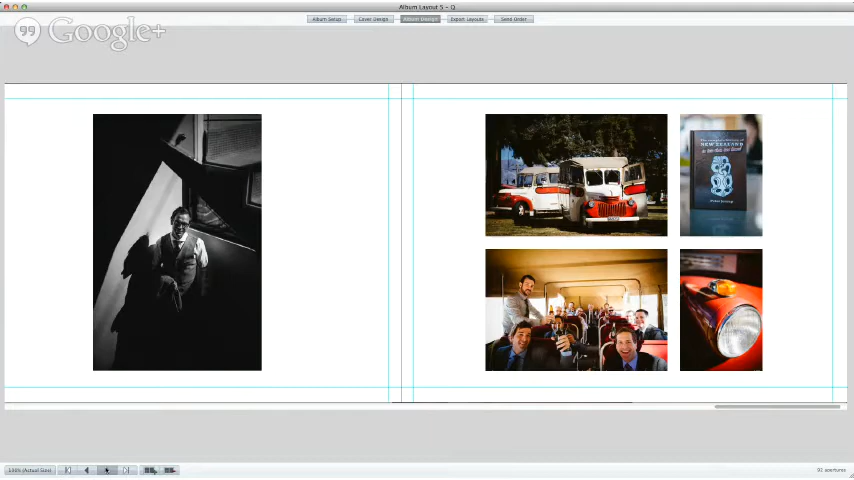 Album Layout 5 - Q
Album Setup
Cover Design
Album Design
Export Layouts
Send Order
Google+
NEW ZEALAND
100% (Actual Size)
92 apertures